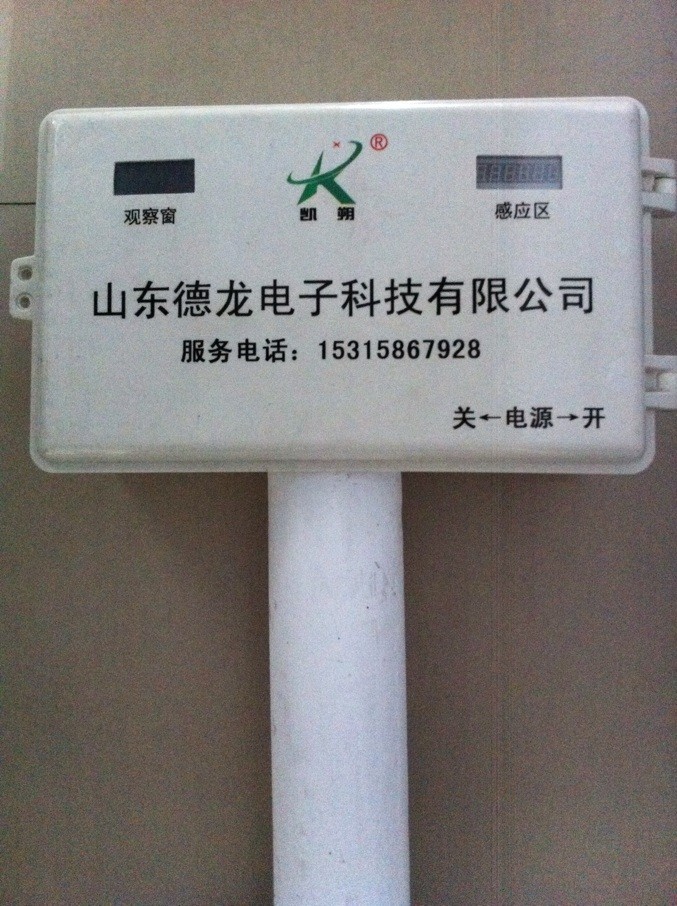 ®
观察窗
凯朔
感应区
山东德龙电子科技有限公司
服务电话：15315867928
关←电源→开